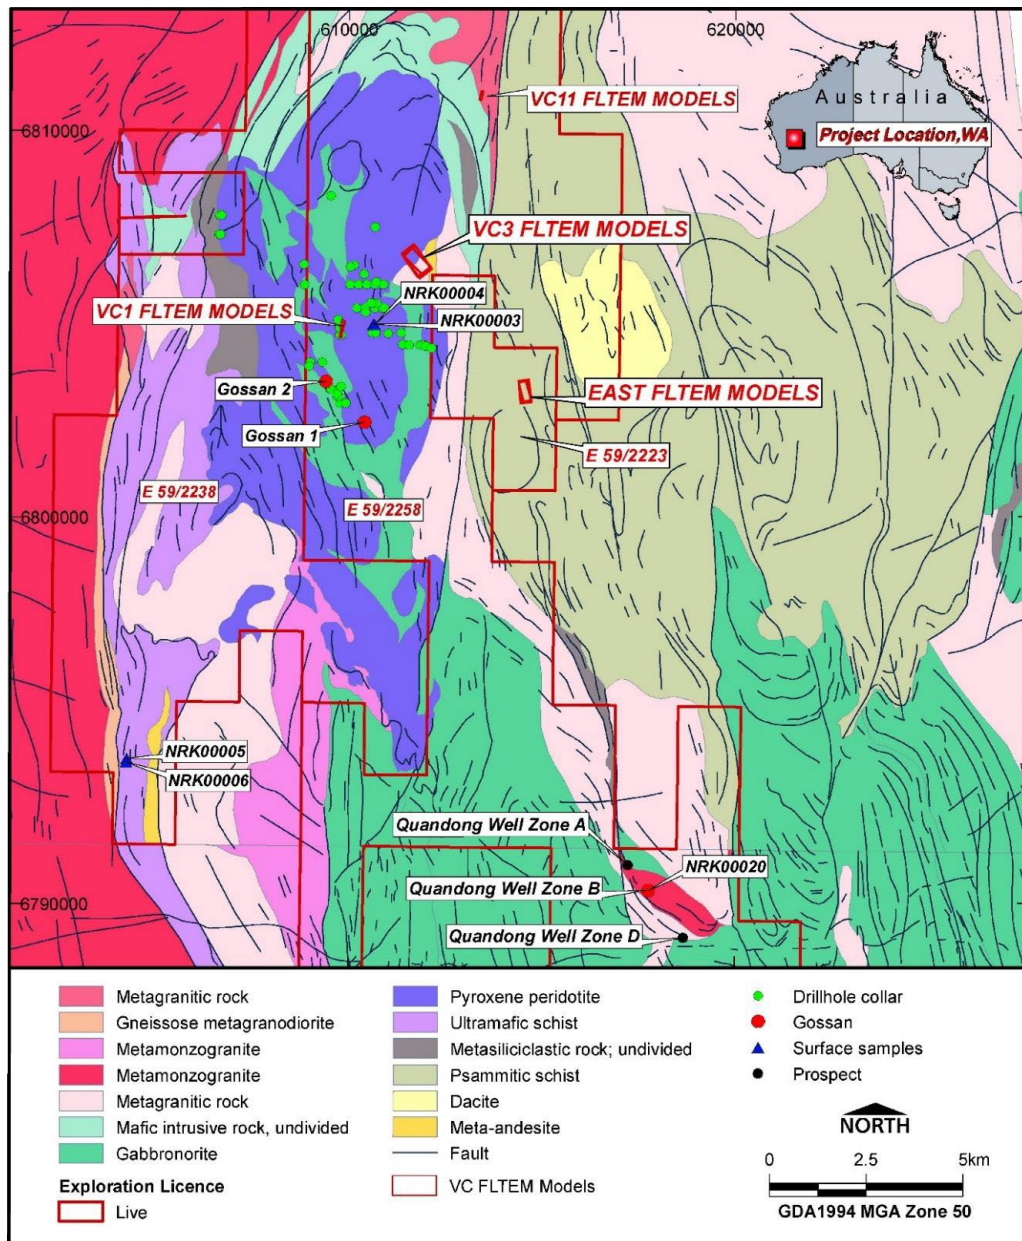 610000
620000
6810000
VC11 FLTEM MODELS
Australia
Project Location,WA
VC3 FLTEM MODELS
NRK00004
VC1 FLTEM MODELS
NRK00003
Gossan 2
EAST FLTEM MODELS
Gossan 1
E 59/2223
E 59/2238
E 59/2258
6800000
NRK00005
NRK00006
Quandong Well Zone A
NRK00020
Quandong Well Zone B
6790000
Quandong Well Zone D
Metagranitic rock
Gneissose metagranodiorite
Metamonzogranite
Metamonzogranite
Metagranitic rock
Mafic intrusive rock, undivided
Gabbronorite
Exploration Licence
Live
Pyroxene peridotite
Ultramafic schist
Metasiliciclastic rock; undivided
Psammitic schist
Dacite
Meta-andesite
Fault
VC FLTEM Models
Drillhole collar
Gossan
Surface samples
Prospect
NORTH
0 2.5 5km
GDA1994 MGA Zone 50